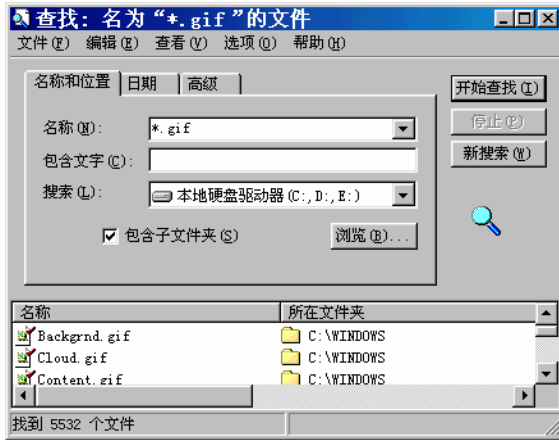 查找: 名为“*.gif”的文件
文件(F) 编辑(E) 查看(V) 选项(O) 帮助(H)
名称和位置 日期 高级
开始查找(I)
停止(P)
新搜索(W)
名称(N): *.gif
包含文字(C):
搜索(L): 本地硬盘驱动器(C:,D:,E:)
包含子文件夹(S) 浏览(B)...
名称 所在文件夹
Backgrnd.gif C:\WINDOWS
Cloud.gif C:\WINDOWS
Content.gif C:\WINDOWS
找到 5532 个文件